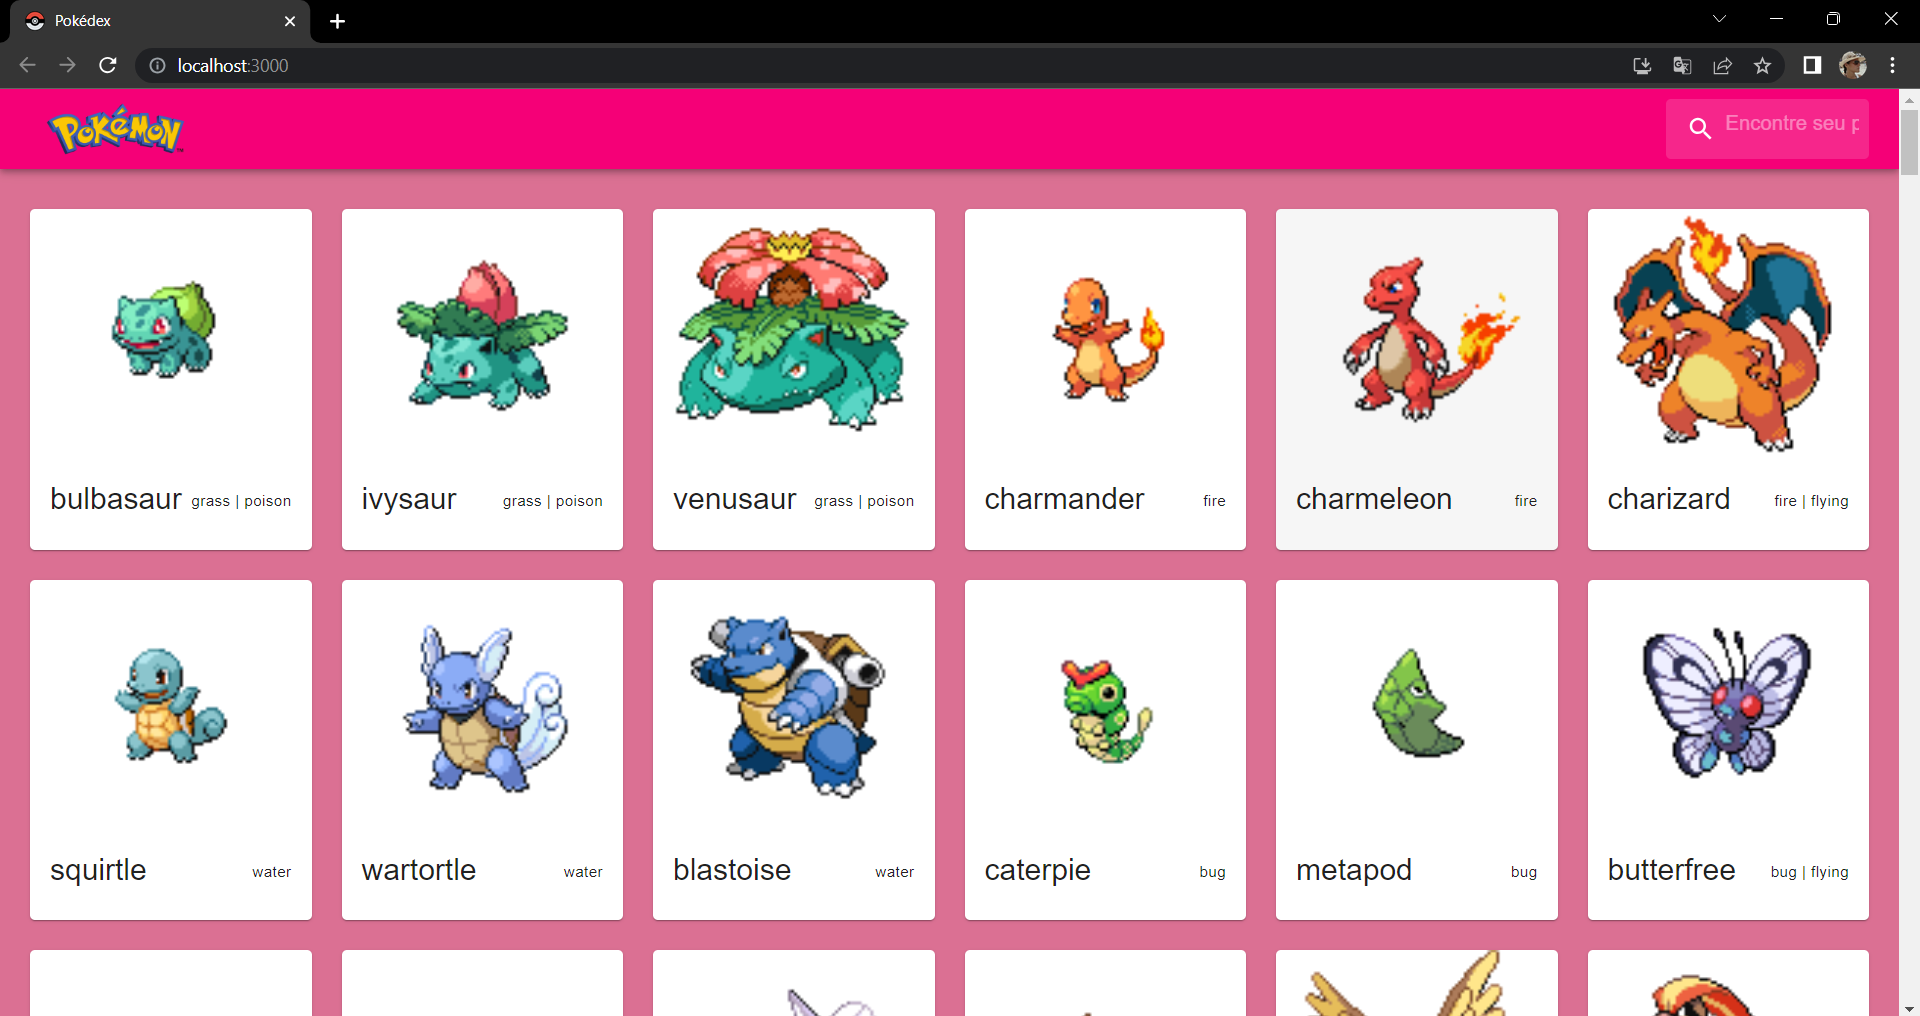 Pokédex
localhost:3000
POKéMON
Encontre seu p
bulbasaur grass | poison
ivysaur grass | poison
venusaur grass | poison
charmander fire
charmeleon fire
charizard fire | flying
squirtle water
wartortle water
blastoise water
caterpie bug
metapod bug
butterfree bug | flying